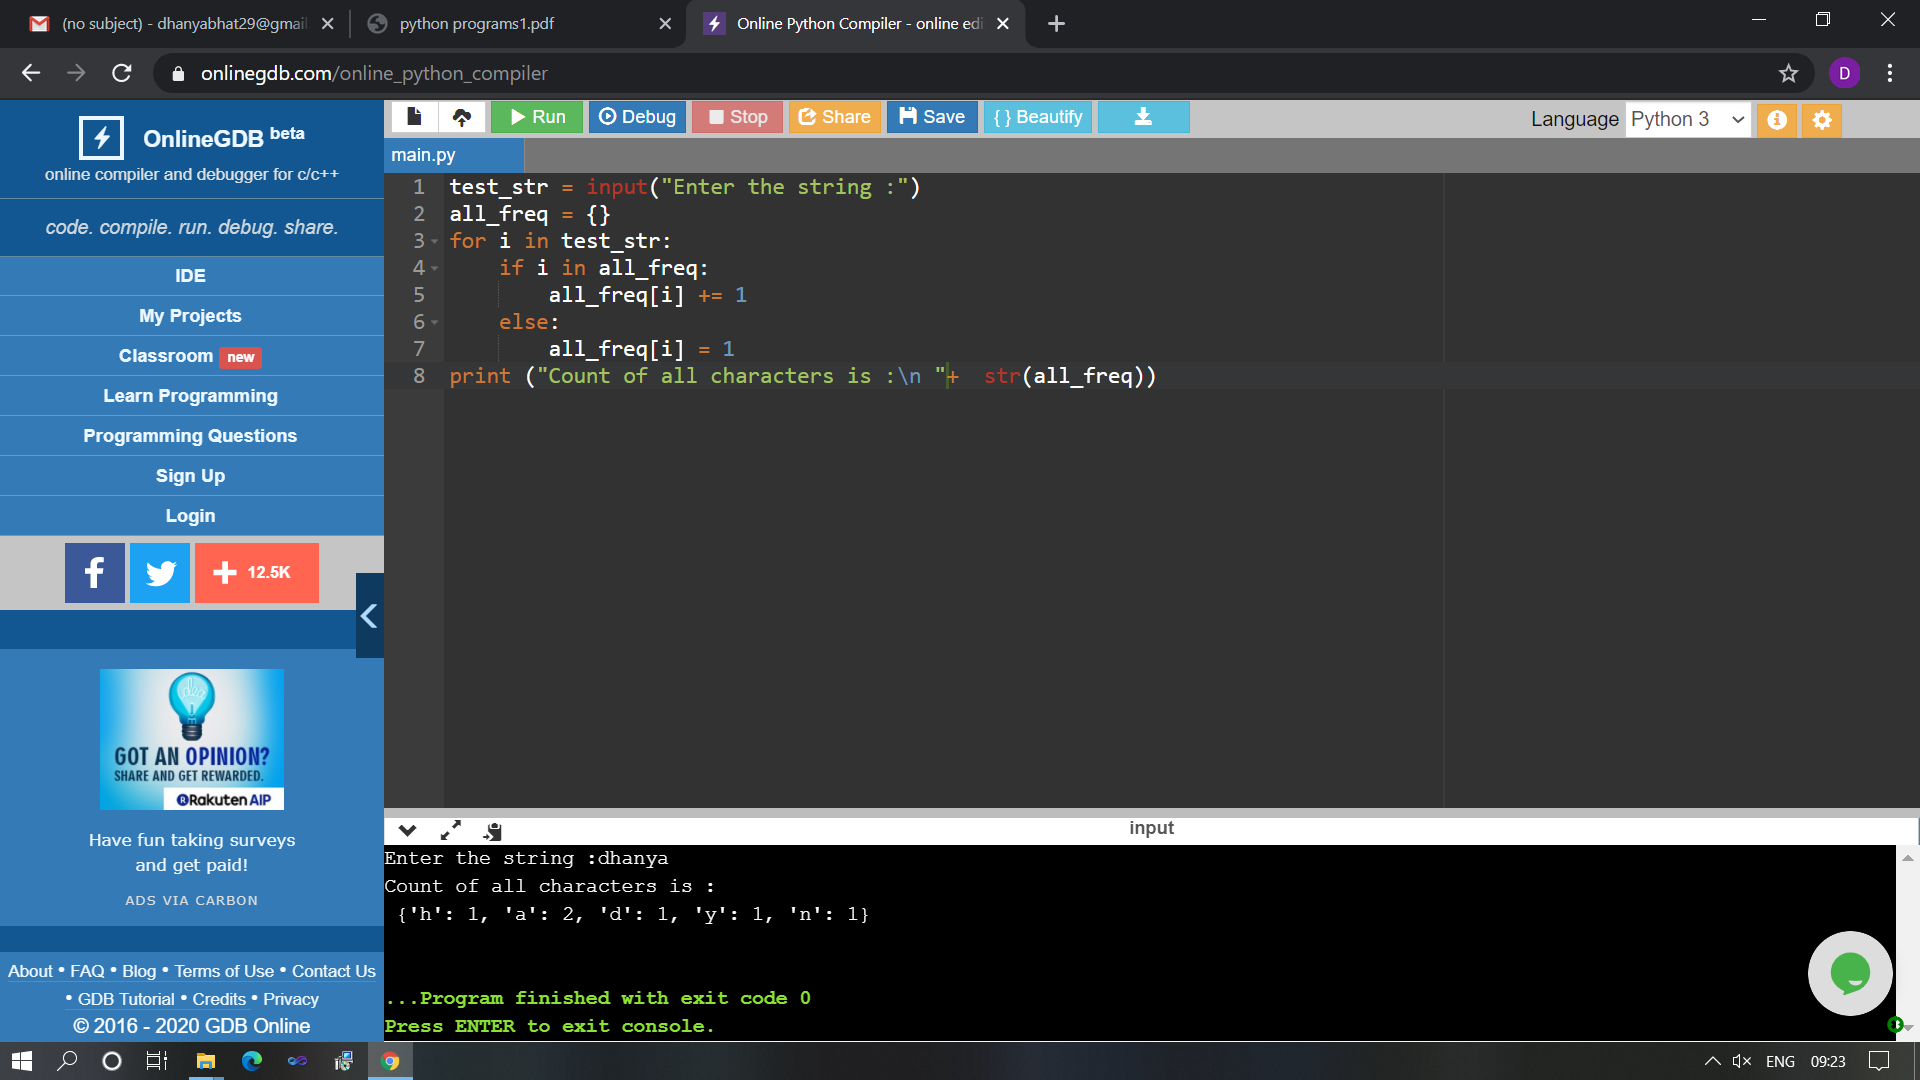 (no subject) - dhanyabhat29@gmail
python programs1.pdf
Online Python Compiler - online edi
onlinegdb.com/online_python_compiler
D
OnlineGDB beta
online compiler and debugger for c/c++
code. compile. run. debug. share.
IDE
My Projects
Classroom new
Learn Programming
Programming Questions
Sign Up
Login
f
+ 12.5K
idea
GOT AN OPINION?
SHARE AND GET REWARDED.
Rakuten AIP
Have fun taking surveys
and get paid!
ADS VIA CARBON
About • FAQ • Blog • Terms of Use • Contact Us
• GDB Tutorial • Credits • Privacy
© 2016 - 2020 GDB Online
Run Debug Stop Share Save { } Beautify
Language Python 3
main.py
1 test_str = input("Enter the string :")
2 all_freq = {}
3 for i in test_str:
4     if i in all_freq:
5         all_freq[i] += 1
6     else:
7         all_freq[i] = 1
8 print ("Count of all characters is :\n "+  str(all_freq))
input
Enter the string :dhanya
Count of all characters is :
 {'h': 1, 'a': 2, 'd': 1, 'y': 1, 'n': 1}
...Program finished with exit code 0
Press ENTER to exit console.
ENG 09:23